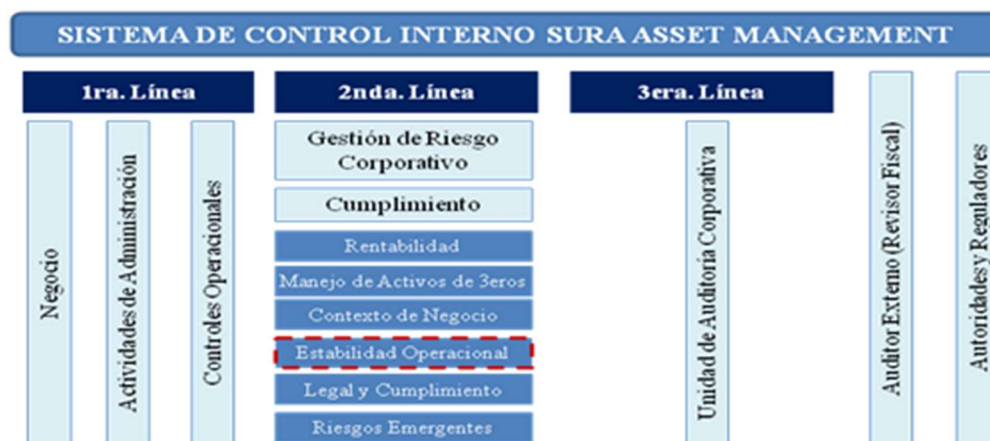 SISTEMA DE CONTROL INTERNO SURA ASSET MANAGEMENT
1ra. Línea
2nda. Línea
3era. Línea
Negocio
Actividades de Administración
Controles Operacionales
Gestión de Riesgo
Corporativo
Cumplimiento
Rentabilidad
Manejo de Activos de 3eros
Contexto de Negocio
Estabilidad Operacional
Legal y Cumplimiento
Riesgos Emergentes
Unidad de Auditoría Corporativa
Auditor Externo (Revisor Fiscal)
Autoridades y Reguladores